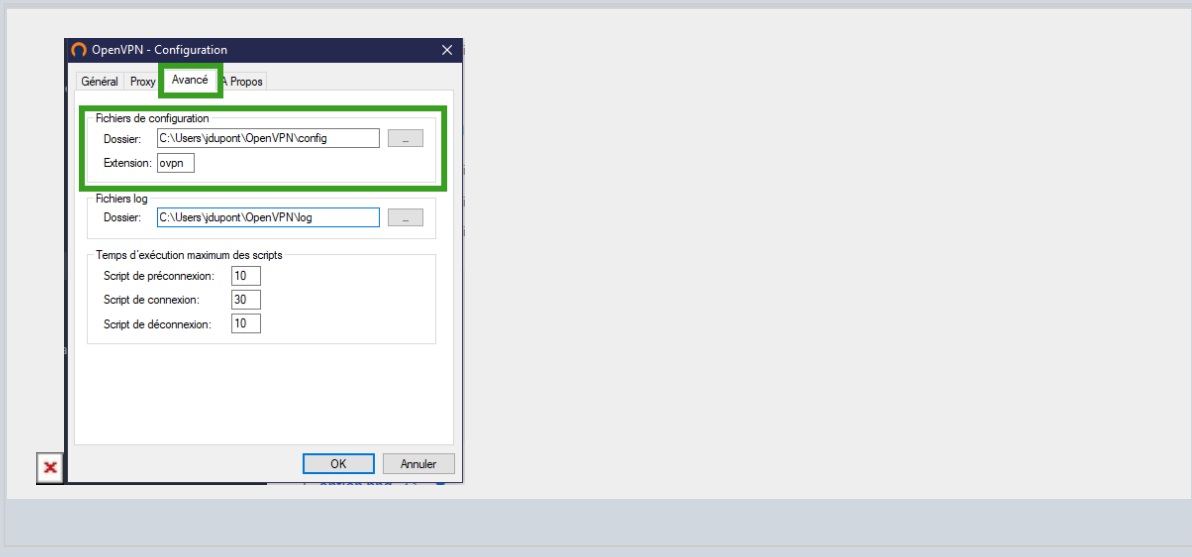 OpenVPN - Configuration
Général Proxy Avancé A Propos
Fichiers de configuration
Dossier: C:\Users\jdupont\OpenVPN\config ...
Extension: ovpn
Fichiers log
Dossier: C:\Users\jdupont\OpenVPN\log ...
Temps d'exécution maximum des scripts
Script de préconnexion: 10
Script de connexion: 30
Script de déconnexion: 10
OK Annuler